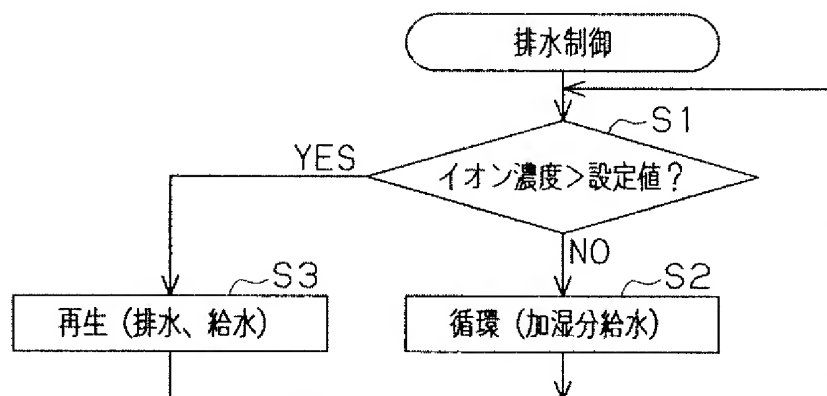 排水制御
S1
YES
イオン濃度>設定値?
NO
S3
S2
再生(排水、給水)
循環(加湿分給水)